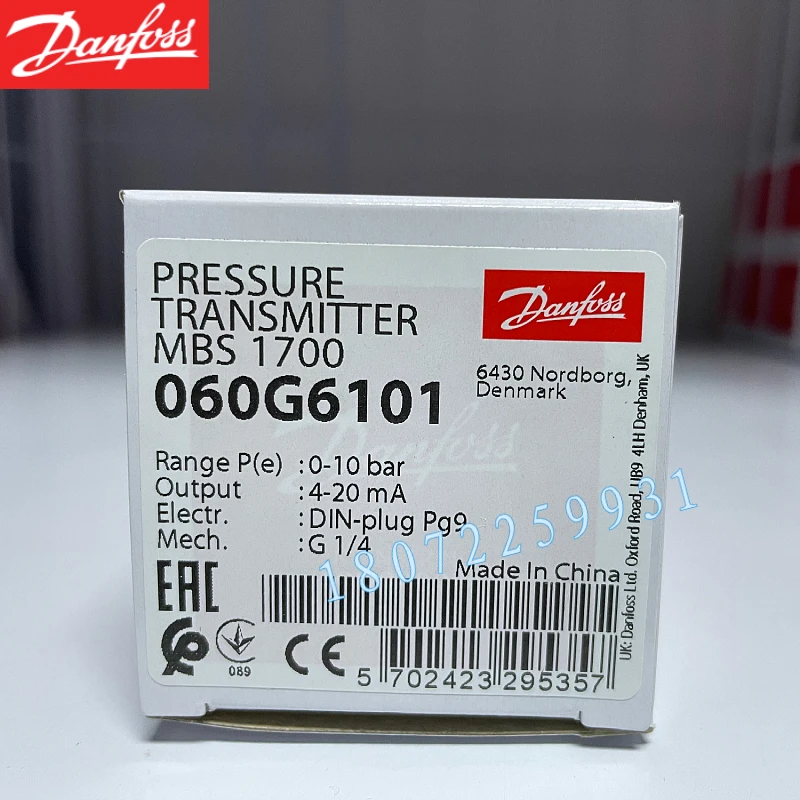 Danfoss
PRESSURE
TRANSMITTER
MBS 1700
060G6101
Danfoss
6430 Nordborg,
Denmark
Danfoss
Range P(e) : 0-10 bar
Output : 4-20 mA
Electr. : DIN-plug Pg9
Mech. : G 1/4
18072259931
Made In China
EAC
089
CE
5 702423 295357
UK: Danfoss Ltd. Oxford Road, UB9 4LH Denham, UK